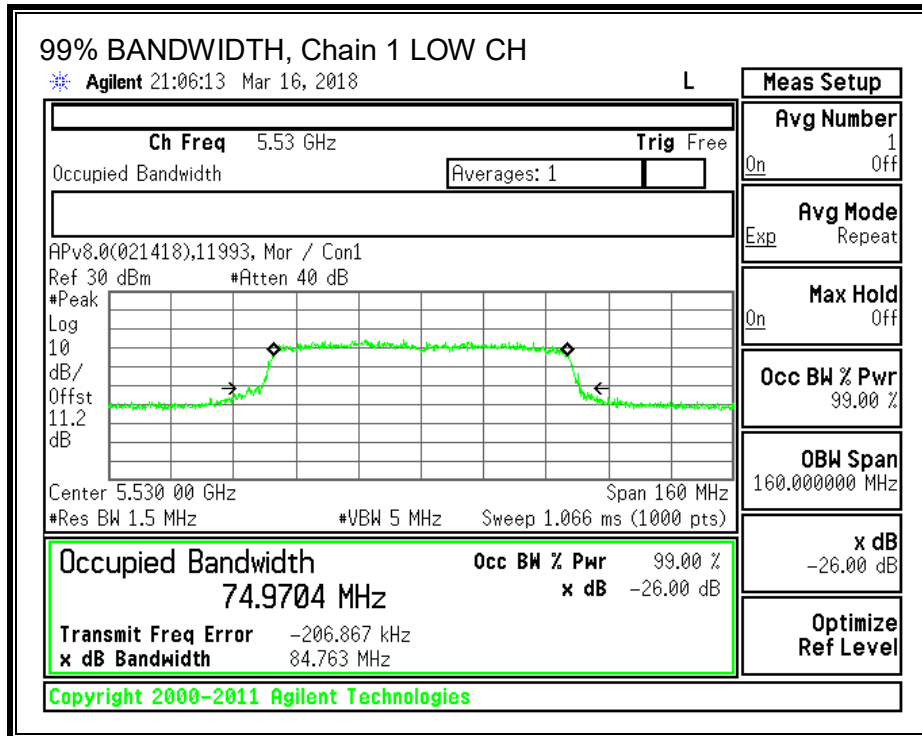 99% BANDWIDTH, Chain 1 LOW CH
Agilent 21:06:13 Mar 16, 2018 L
Ch Freq 5.53 GHz Trig Free
Occupied Bandwidth Averages: 1
APv8.0(021418),11993, Mor / Con1
Ref 30 dBm #Atten 40 dB
#Peak
Log
10
dB/
Offst
11.2
dB
Center 5.530 00 GHz Span 160 MHz
#Res BW 1.5 MHz #VBW 5 MHz Sweep 1.066 ms (1000 pts)
Occupied Bandwidth Occ BW % Pwr 99.00 %
74.9704 MHz x dB -26.00 dB
Transmit Freq Error -206.867 kHz
x dB Bandwidth 84.763 MHz
Copyright 2000-2011 Agilent Technologies
Meas Setup
Avg Number
1
On Off
Avg Mode
Exp Repeat
Max Hold
On Off
Occ BW % Pwr
99.00 %
OBW Span
160.000000 MHz
x dB
-26.00 dB
Optimize
Ref Level